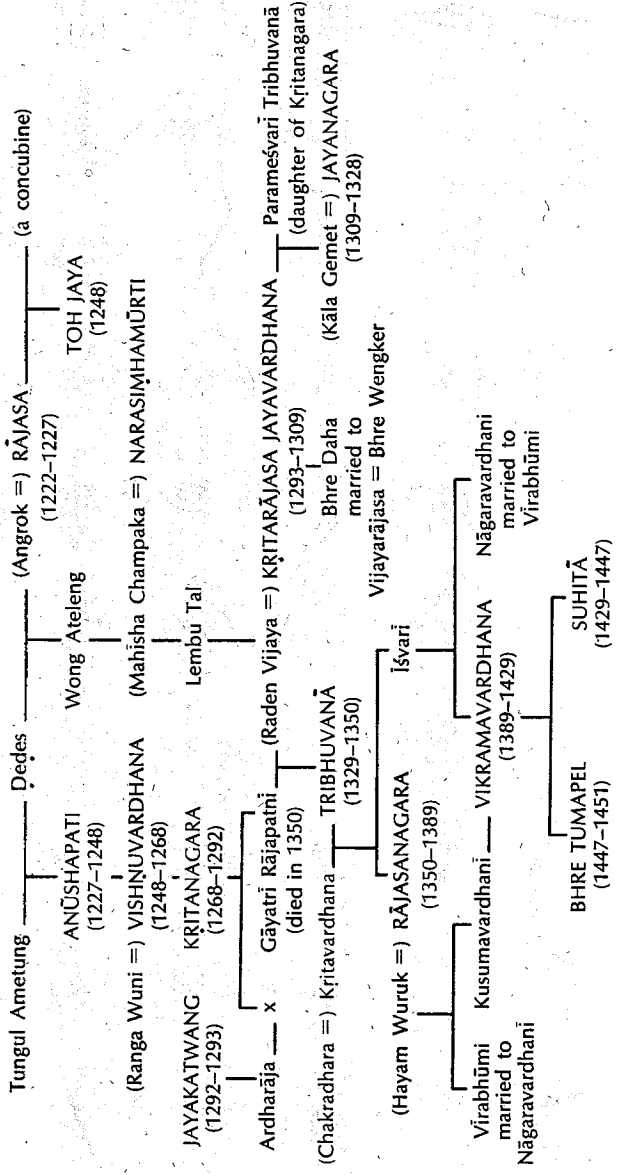 Tungul Ametung Ḍeḍes (Angrok =) RĀJASA (a concubine)
(1222–1227)
ANŪSHAPATI Wong Ateleng TOH JAYA
(1227–1248) (1248)
(Ranga Wuni =) VISHṆUVARDHANA (Mahīsha Champaka =) NARASIṂHAMŪRTI
(1248–1268)
JAYAKATWANG KṚITANAGARA Lembu Tal
(1292–1293) (1268–1292)
Ardharāja x Gāyatrī Rājapatnī (Raden Vijaya =) KṚITARĀJASA JAYAVARDHANA Parameśvarī Tribhuvanā
(died in 1350) (1293–1309) (daughter of Kṛitanagara)
(Chakradhara =) Kṛitavardhana TRIBHUVANĀ Bhre Daha (Kāla Gemet =) JAYANAGARA
(1329–1350) married to (1309–1328)
Vijayarājasa = Bhre Wengker
(Hayam Wuruk =) RĀJASANAGARA Īśvarī
(1350–1389)
Vīrabhūmi Kusumavardhanī VIKRAMAVARDHANA Nāgaravardhani
married to (1389–1429) married to
Nāgaravardhanī Vīrabhūmi
BHRE TUMAPEL SUHITĀ
(1447–1451) (1429–1447)